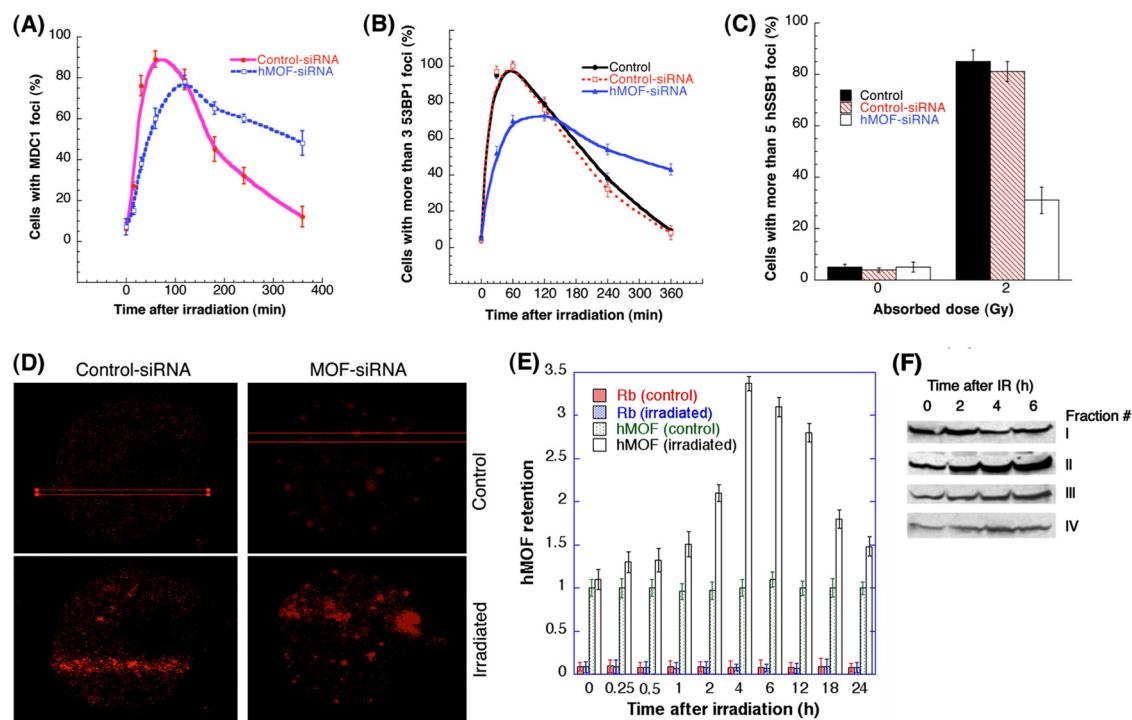 (A)
Cells with MDC1 foci (%)
100
80
60
40
20
0
Control-siRNA
hMOF-siRNA
0 100 200 300 400
Time after irradiation (min)
(B)
Cells with more than 3 53BP1 foci (%)
100
80
60
40
20
0
Control
Control-siRNA
hMOF-siRNA
0 60 120 180 240 300 360
Time after irradiation (min)
(C)
Cells with more than 5 hSSB1 foci (%)
100
80
60
40
20
0
Control
Control-siRNA
hMOF-siRNA
0 2
Absorbed dose (Gy)
(D)
Control-siRNA MOF-siRNA
Control
Irradiated
(E)
hMOF retention
3.5
3
2.5
2
1.5
1
0.5
0
Rb (control)
Rb (irradiated)
hMOF (control)
hMOF (irradiated)
0 0.25 0.5 1 2 4 6 12 18 24
Time after irradiation (h)
(F)
Time after IR (h)
0 2 4 6
Fraction #
I
II
III
IV